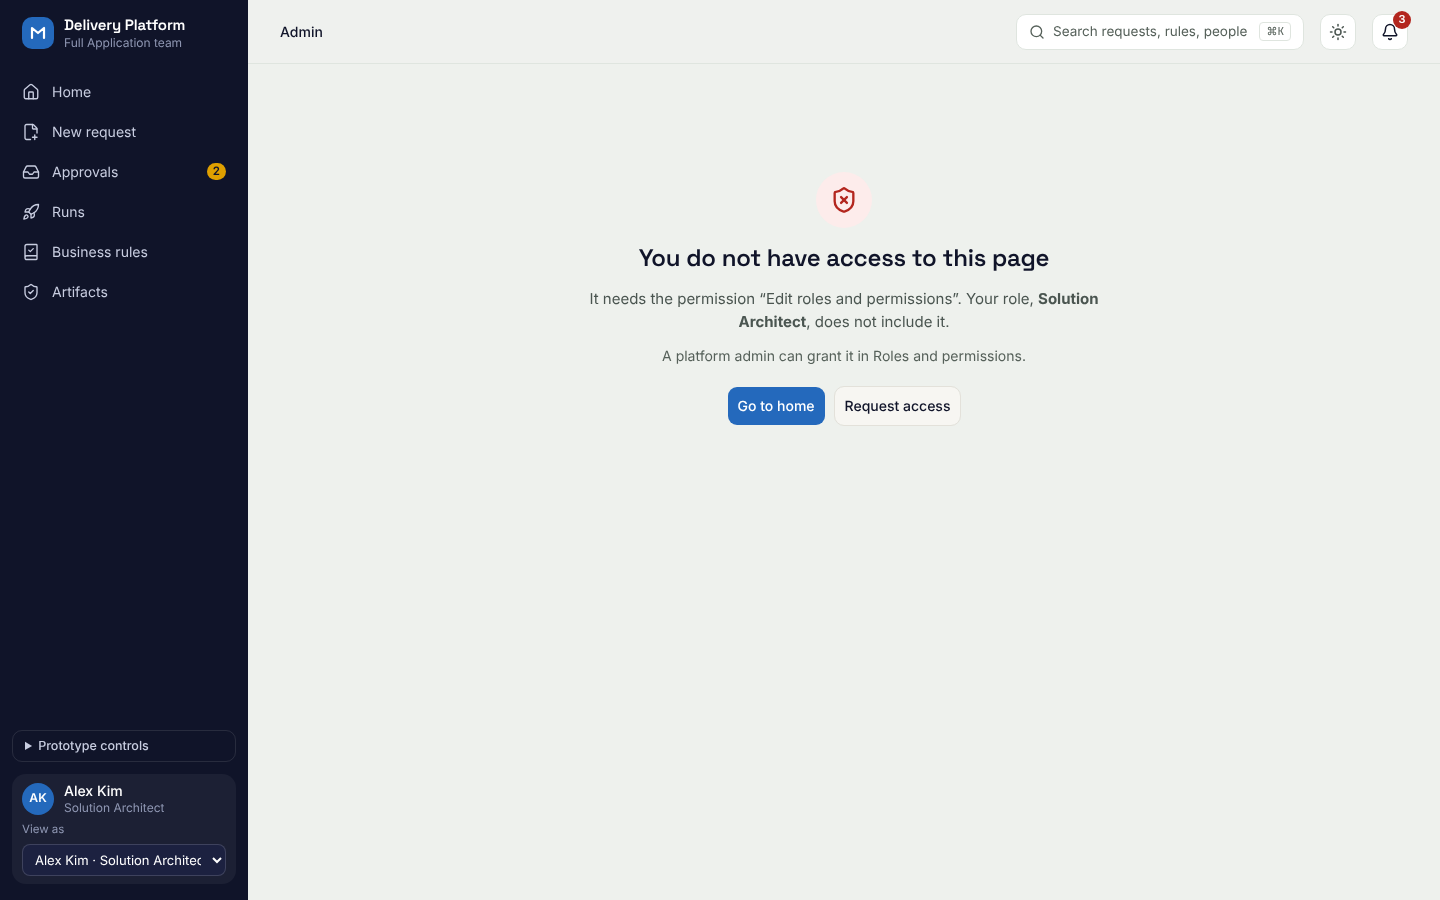 Delivery Platform
Full Application team
Home
New request
Approvals
2
Runs
Business rules
Artifacts
Prototype controls
AK
Alex Kim
Solution Architect
View as
Alex Kim · Solution Architec
Admin
Search requests, rules, people
⌘K
3
You do not have access to this page
It needs the permission “Edit roles and permissions”. Your role, Solution
Architect, does not include it.
A platform admin can grant it in Roles and permissions.
Go to home
Request access